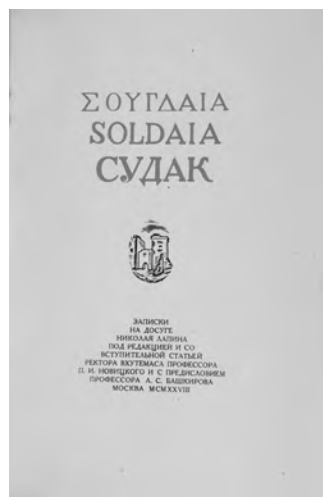 ΣΟΥΓΔΑΙΑ
SOLDAIA
СУДАК
ЗАПИСКИ
НА ДОСУГЕ
НИКОЛАЯ ЛАПИНА
ПОД РЕДАКЦИЕЙ И СО
ВСТУПИТЕЛЬНОЙ СТАТЬЕЙ
РЕКТОРА ВХУТЕМАСА ПРОФЕССОРА
П. И. НОВИЦКОГО И С ПРЕДИСЛОВИЕМ
ПРОФЕССОРА А. С. БАШКИРОВА
МОСКВА MCMXXVIII